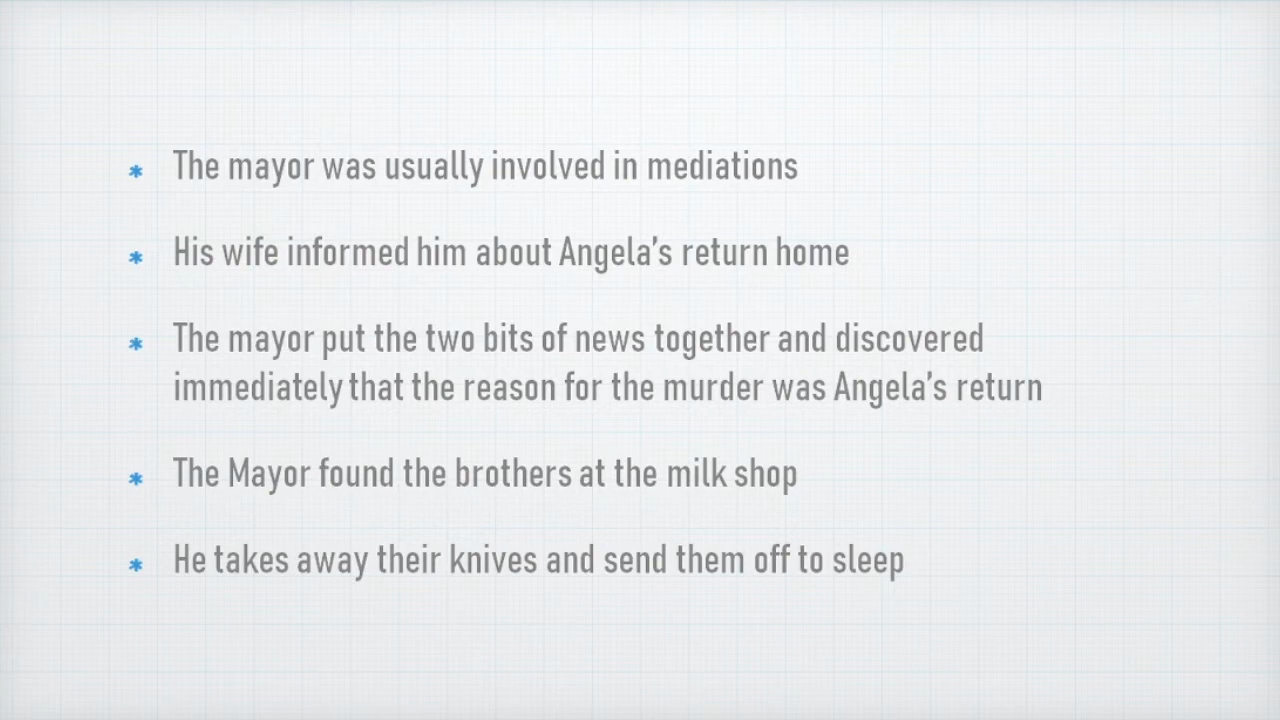 * The mayor was usually involved in mediations
* His wife informed him about Angela's return home
* The mayor put the two bits of news together and discovered
immediately that the reason for the murder was Angela's return
* The Mayor found the brothers at the milk shop
* He takes away their knives and send them off to sleep